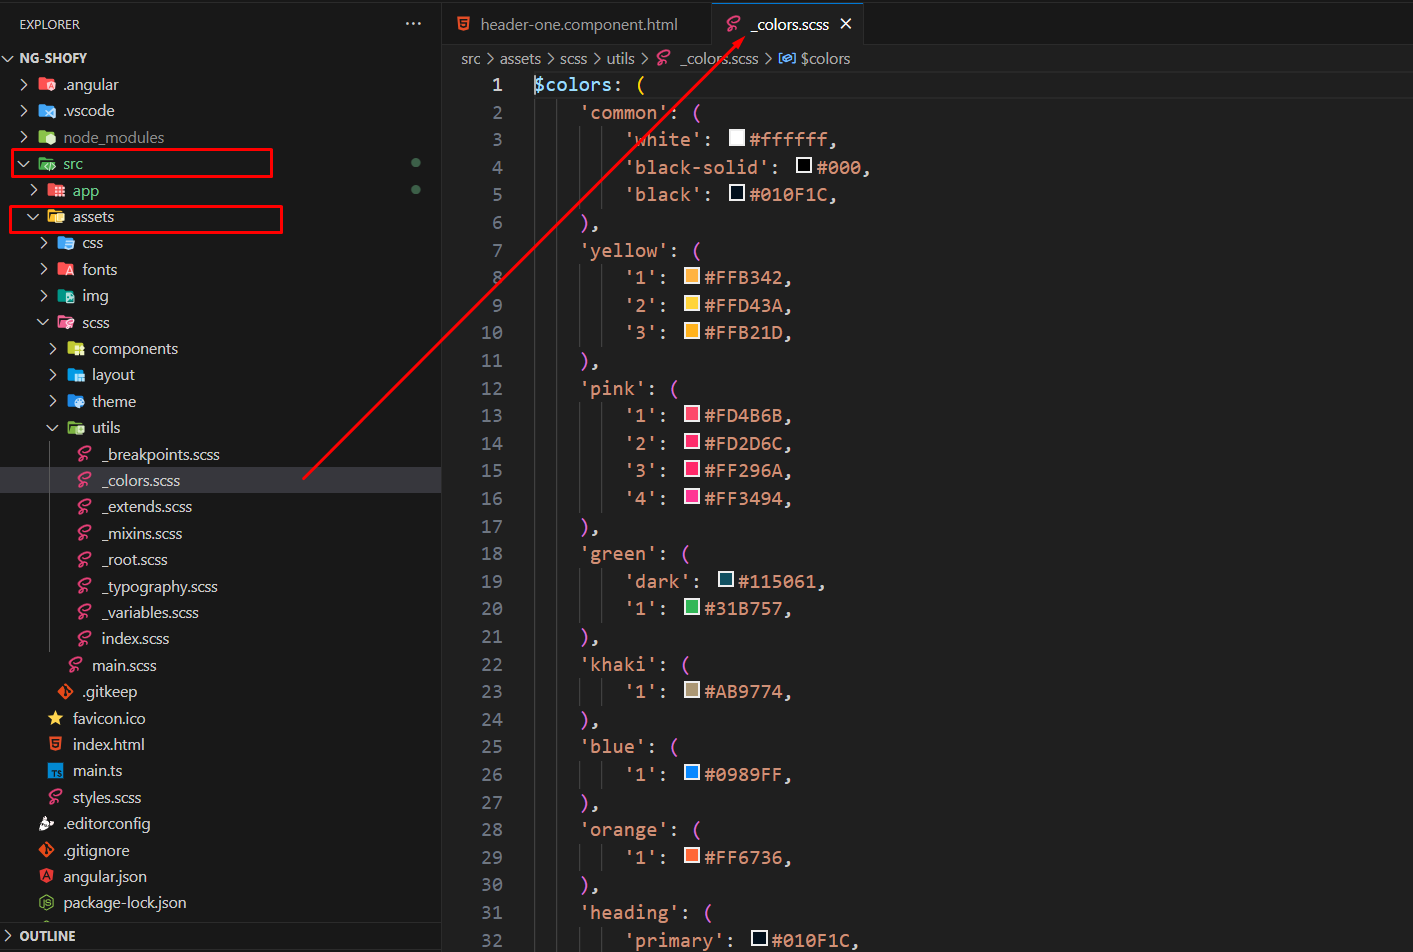 EXPLORER
NG-SHOFY
.angular
.vscode
node_modules
src
app
assets
css
fonts
img
scss
components
layout
theme
utils
_breakpoints.scss
_colors.scss
_extends.scss
_mixins.scss
_root.scss
_typography.scss
_variables.scss
index.scss
main.scss
.gitkeep
favicon.ico
index.html
TS main.ts
styles.scss
.editorconfig
.gitignore
angular.json
package-lock.json
OUTLINE
header-one.component.html _colors.scss
src > assets > scss > utils > _colors.scss > $colors
1 $colors: (
2 'common': (
3 'white': #ffffff,
4 'black-solid': #000,
5 'black': #010F1C,
6 ),
7 'yellow': (
8 '1': #FFB342,
9 '2': #FFD43A,
10 '3': #FFB21D,
11 ),
12 'pink': (
13 '1': #FD4B6B,
14 '2': #FD2D6C,
15 '3': #FF296A,
16 '4': #FF3494,
17 ),
18 'green': (
19 'dark': #115061,
20 '1': #31B757,
21 ),
22 'khaki': (
23 '1': #AB9774,
24 ),
25 'blue': (
26 '1': #0989FF,
27 ),
28 'orange': (
29 '1': #FF6736,
30 ),
31 'heading': (
32 'primary': #010F1C,